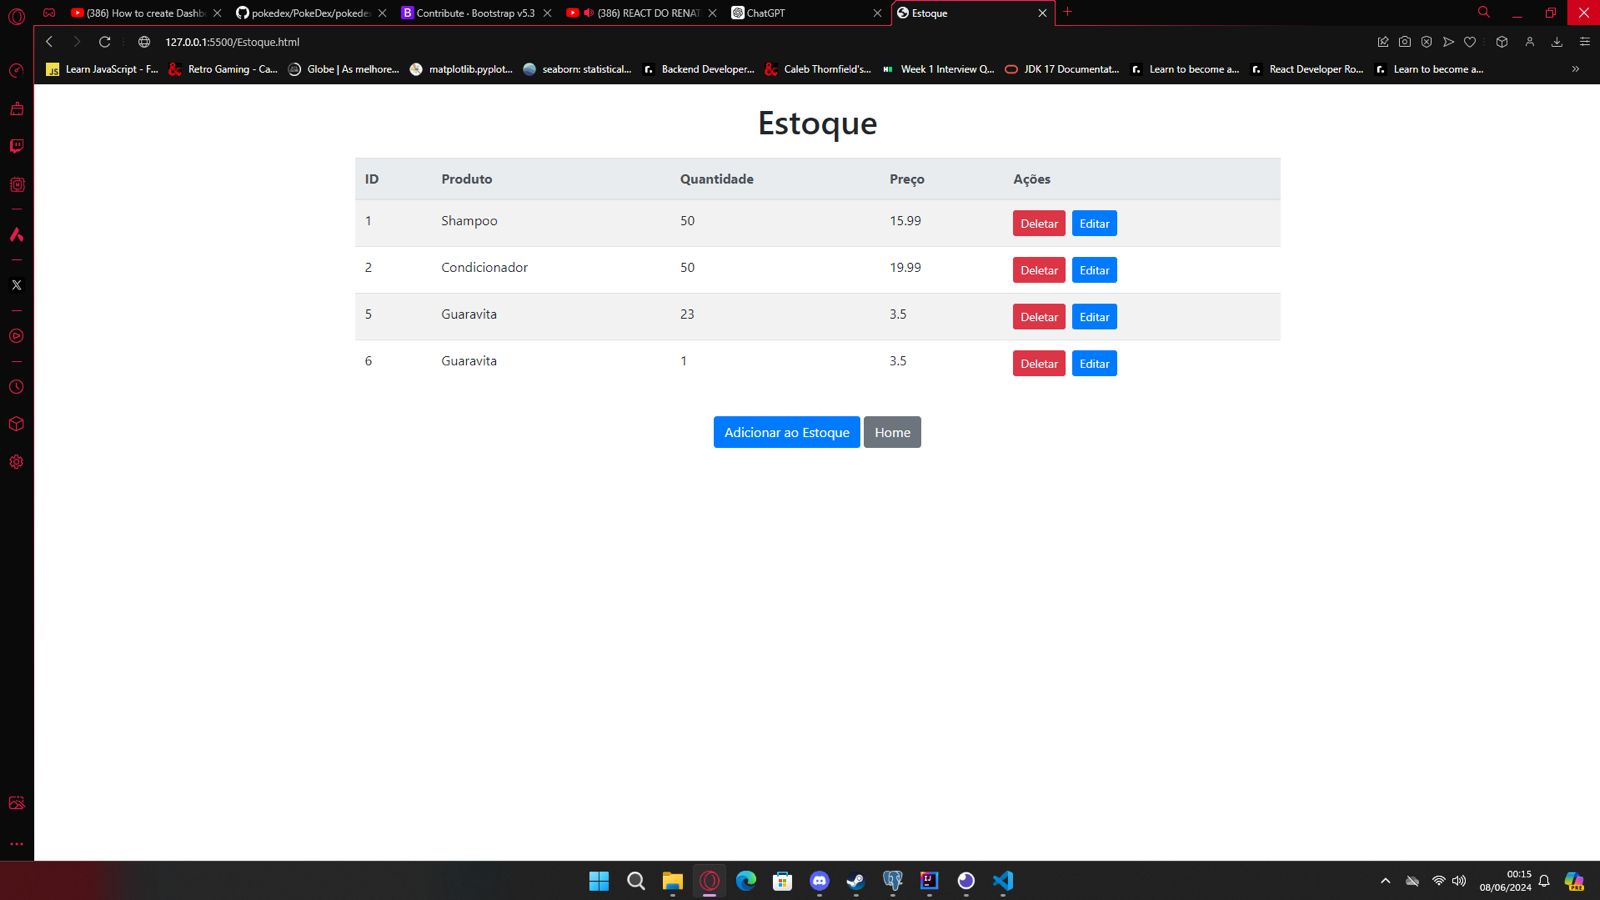 (386) How to create Dashb
pokedex/PokeDex/pokedex
Contribute · Bootstrap v5.3
(386) REACT DO RENAT
ChatGPT
Estoque
127.0.0.1:5500/Estoque.html
Learn JavaScript - F...
Retro Gaming - Ca...
Globe | As melhore...
matplotlib.pyplot...
seaborn: statistical...
Backend Developer...
Caleb Thornfield's...
Week 1 Interview Q...
JDK 17 Documentat...
Learn to become a...
React Developer Ro...
Learn to become a...
Estoque
ID Produto Quantidade Preço Ações
1 Shampoo 50 15.99 Deletar Editar
2 Condicionador 50 19.99 Deletar Editar
5 Guaravita 23 3.5 Deletar Editar
6 Guaravita 1 3.5 Deletar Editar
Adicionar ao Estoque Home
00:15
08/06/2024